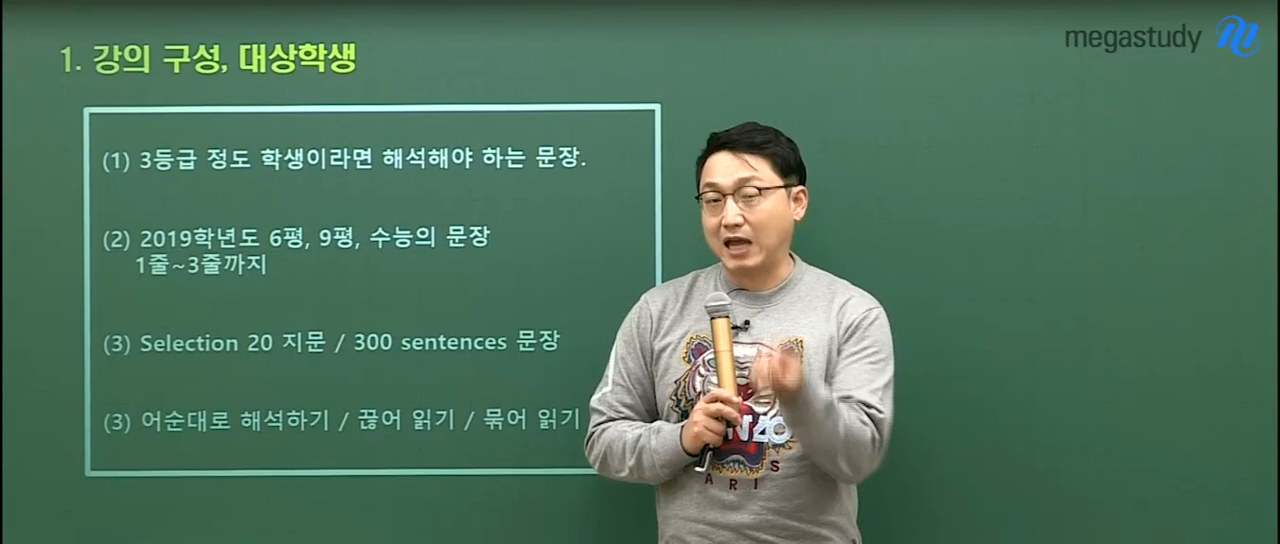 megastudy
1. 강의 구성, 대상학생
(1) 3등급 정도 학생이라면 해석해야 하는 문장.
(2) 2019학년도 6평, 9평, 수능의 문장
1줄~3줄까지
(3) Selection 20 지문 / 300 sentences 문장
(3) 어순대로 해석하기 / 끊어 읽기 / 묶어 읽기
NZO
ARIS